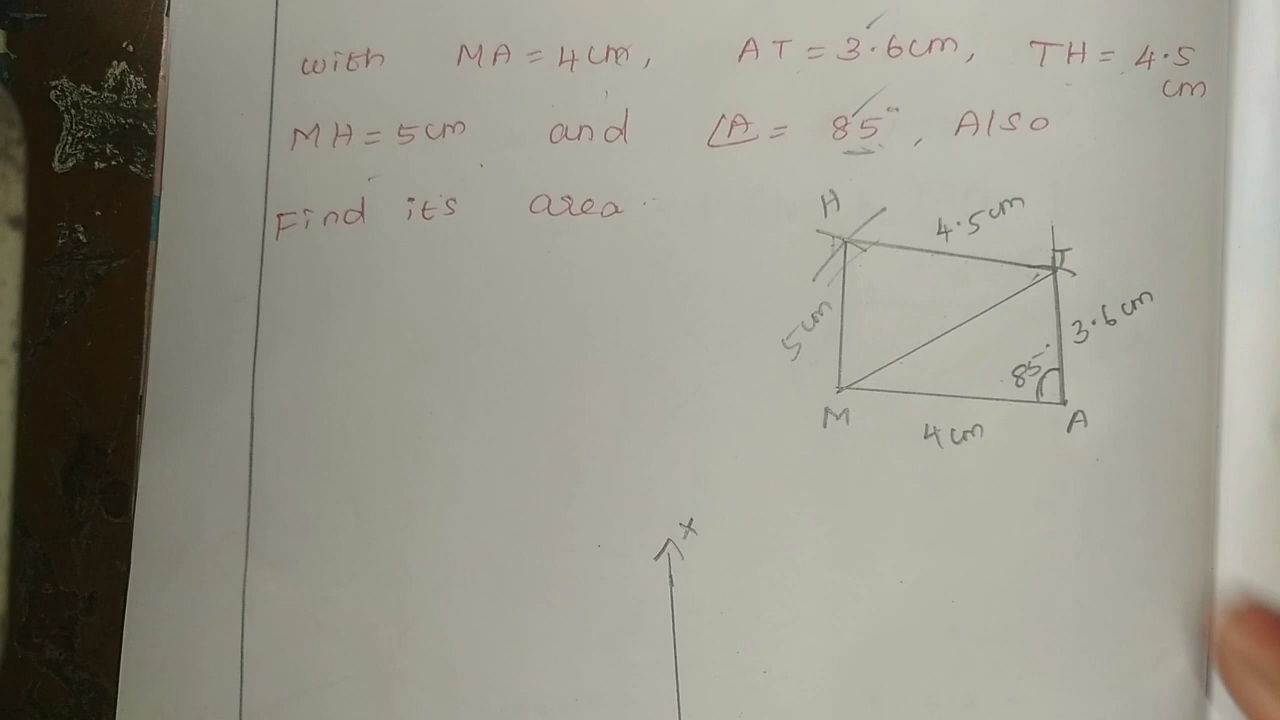 with MA = 4cm, AT = 3.6cm, TH = 4.5
cm
MH = 5cm and ∠A = 85°, Also
Find it's area.
H
4.5cm
T
5cm
3.6cm
85°
M
4cm
A
X